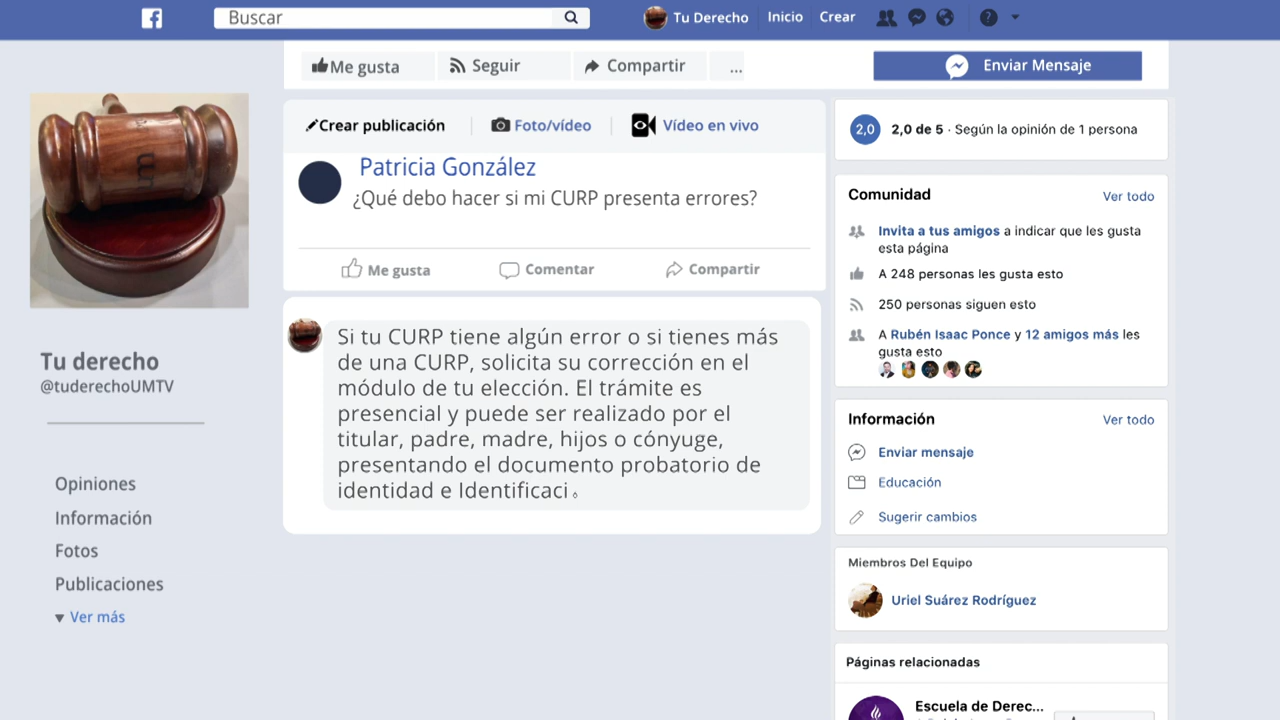 Buscar
Tu Derecho
Inicio
Crear
Me gusta
Seguir
Compartir
...
Enviar Mensaje
Crear publicación
Foto/vídeo
Vídeo en vivo
Patricia González
¿Qué debo hacer si mi CURP presenta errores?
Me gusta
Comentar
Compartir
Si tu CURP tiene algún error o si tienes más
de una CURP, solicita su corrección en el
módulo de tu elección. El trámite es
presencial y puede ser realizado por el
titular, padre, madre, hijos o cónyuge,
presentando el documento probatorio de
identidad e Identificaci
Tu derecho
@tuderechoUMTV
Opiniones
Información
Fotos
Publicaciones
Ver más
2,0
2,0 de 5 · Según la opinión de 1 persona
Comunidad
Ver todo
Invita a tus amigos a indicar que les gusta
esta página
A 248 personas les gusta esto
250 personas siguen esto
A Rubén Isaac Ponce y 12 amigos más les
gusta esto
Información
Ver todo
Enviar mensaje
Educación
Sugerir cambios
Miembros Del Equipo
Uriel Suárez Rodríguez
Páginas relacionadas
Escuela de Derec...